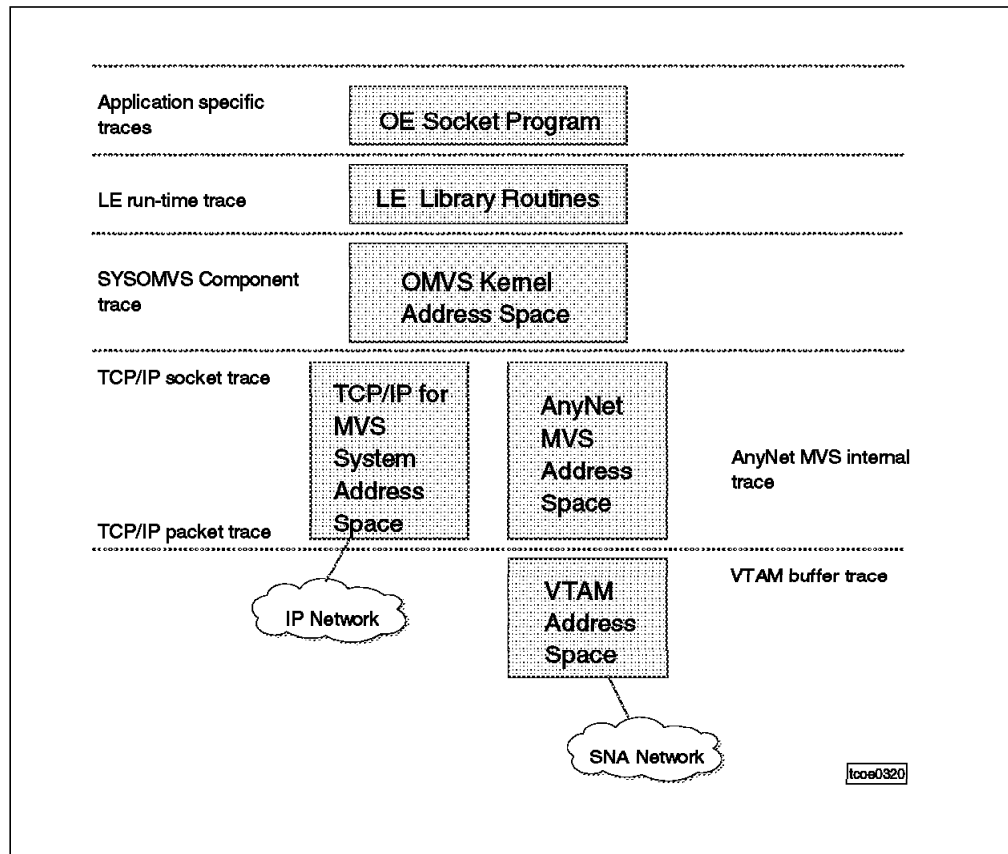 Application specific
traces
OE Socket Program
LE run-time trace
LE Library Routines
SYSOMVS Component
trace
OMVS Kernel
Address Space
TCP/IP socket trace
TCP/IP for
MVS
System
Address
Space
AnyNet
MVS
Address
Space
AnyNet MVS internal
trace
TCP/IP packet trace
VTAM buffer trace
IP Network
VTAM
Address
Space
SNA Network
tcoe0320